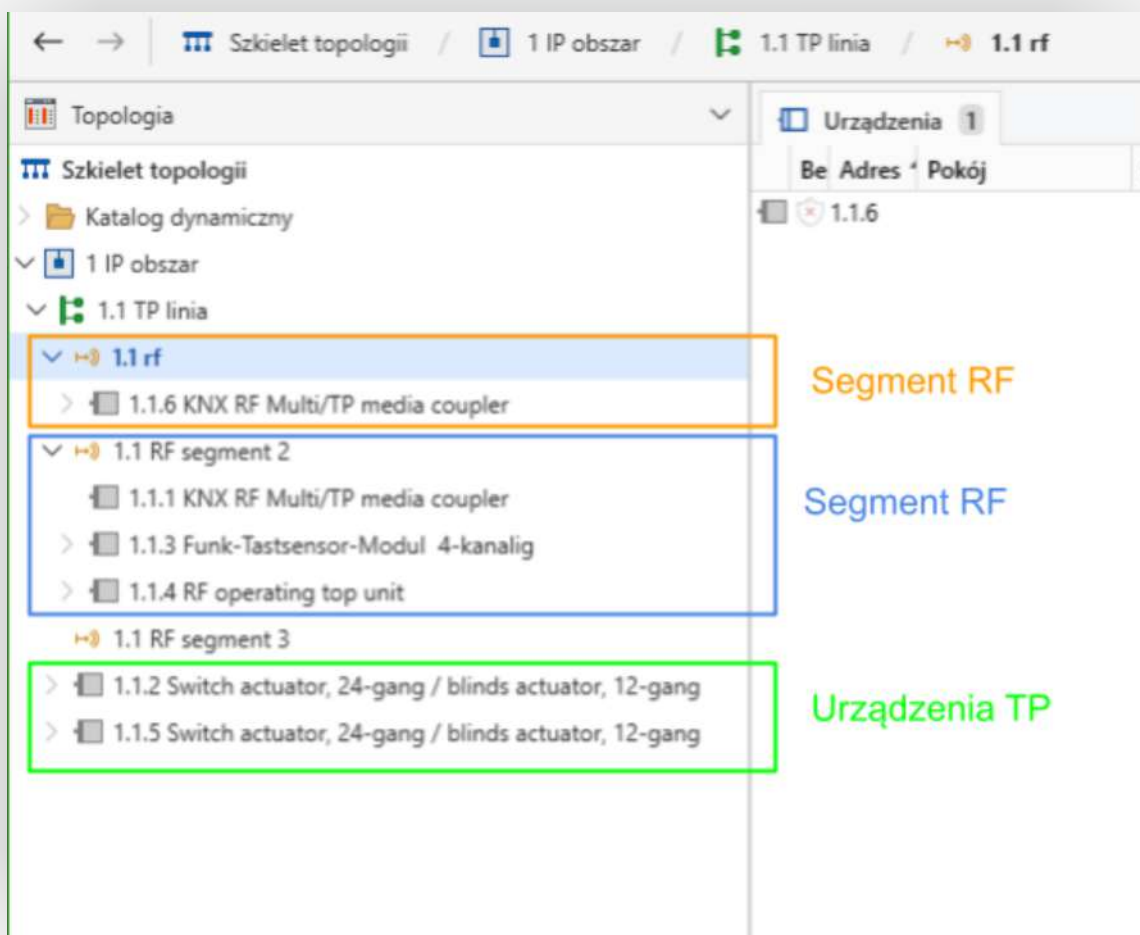 Szkielet topologii / 1 IP obszar / 1.1 TP linia / 1.1 rf
Topologia
Urządzenia 1
Szkielet topologii
Be Adres Pokój
Katalog dynamiczny
1.1.6
1 IP obszar
1.1 TP linia
1.1 rf
Segment RF
1.1.6 KNX RF Multi/TP media coupler
1.1 RF segment 2
1.1.1 KNX RF Multi/TP media coupler
Segment RF
1.1.3 Funk-Tastsensor-Modul 4-kanalig
1.1.4 RF operating top unit
1.1 RF segment 3
1.1.2 Switch actuator, 24-gang / blinds actuator, 12-gang
Urządzenia TP
1.1.5 Switch actuator, 24-gang / blinds actuator, 12-gang